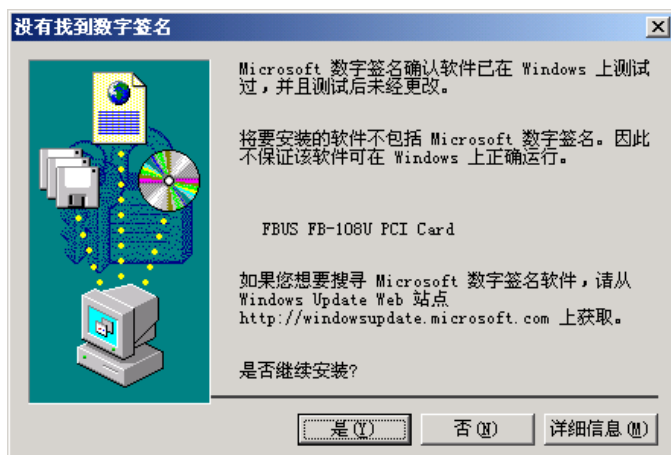 没有找到数字签名
Microsoft 数字签名确认软件已在 Windows 上测试
过，并且测试后未经更改。
将要安装的软件不包括 Microsoft 数字签名。因此
不保证该软件可在 Windows 上正确运行。
FBUS FB-108U PCI Card
如果您想要搜寻 Microsoft 数字签名软件，请从
Windows Update Web 站点
http://windowsupdate.microsoft.com 上获取。
是否继续安装?
是(Y) 否(N) 详细信息(M)